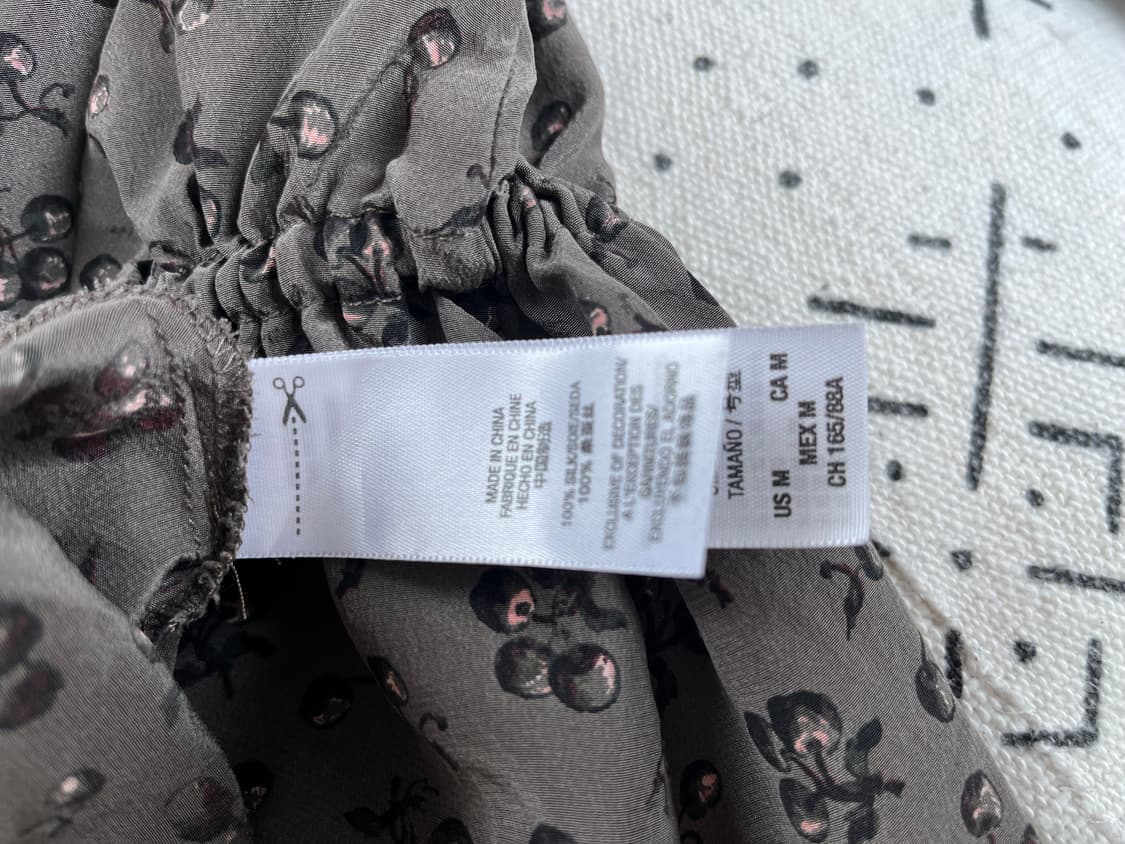 MADE IN CHINA
FABRIQUE EN CHINE
HECHO EN CHINA
中国制造
100% SILK/SOIE/SEDA
100% 桑蚕丝
EXCLUSIVE OF DECORATION/
A L'EXCEPTION DES
GARNITURES/
EXCLUYENDO EL ADORNO
TAMAÑO / 号型
US M CA M
MEX M
CH 165/88A